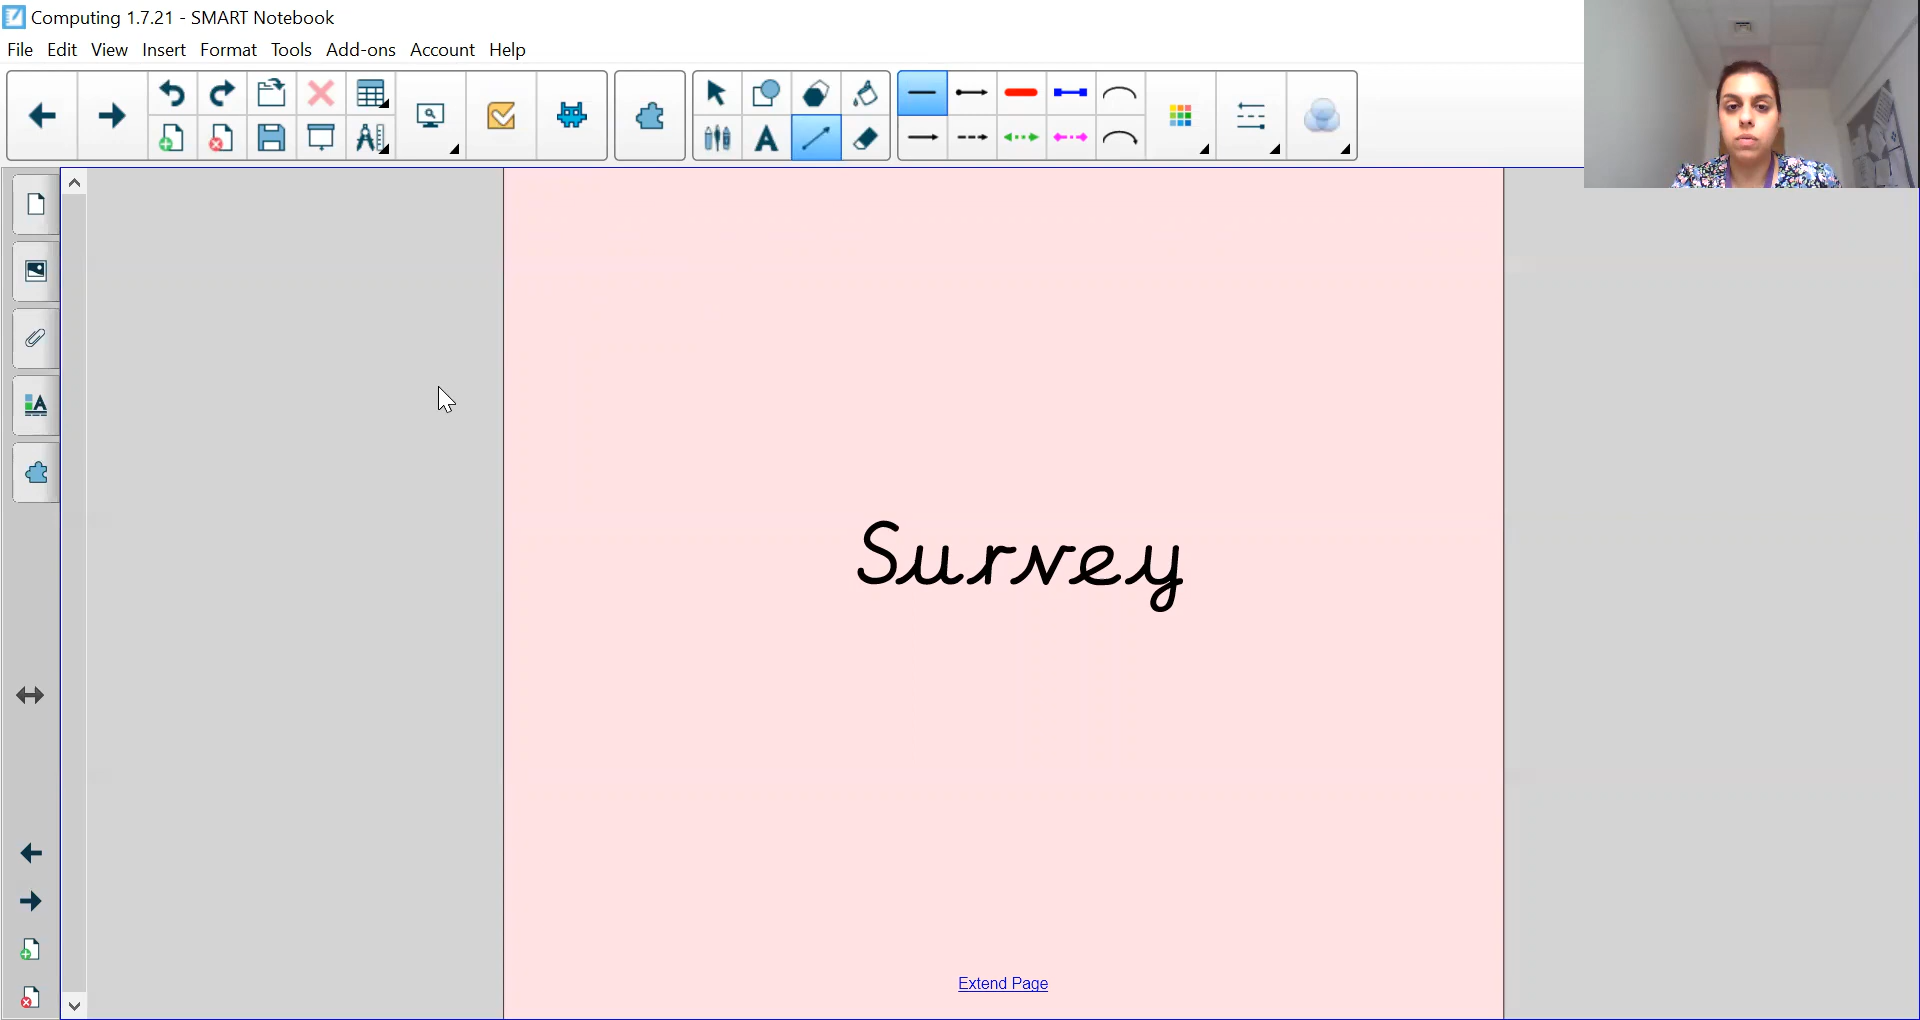 Computing 1.7.21 - SMART Notebook
File Edit View Insert Format Tools Add-ons Account Help
Survey
Extend Page